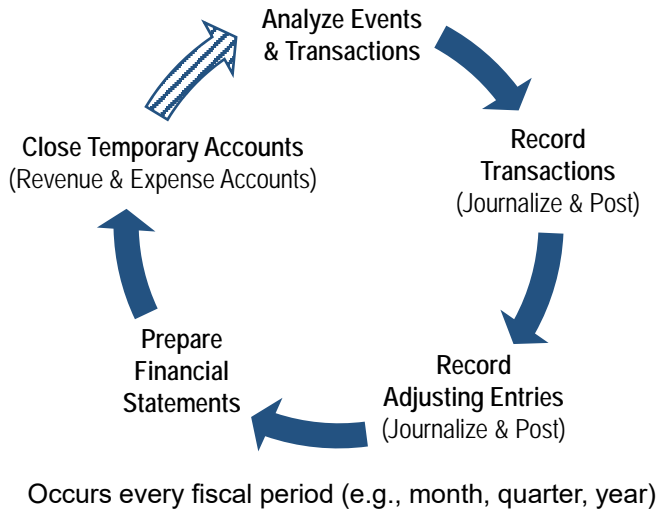 Analyze Events
& Transactions
Record
Transactions
(Journalize & Post)
Record
Adjusting Entries
(Journalize & Post)
Prepare
Financial
Statements
Close Temporary Accounts
(Revenue & Expense Accounts)
Occurs every fiscal period (e.g., month, quarter, year)